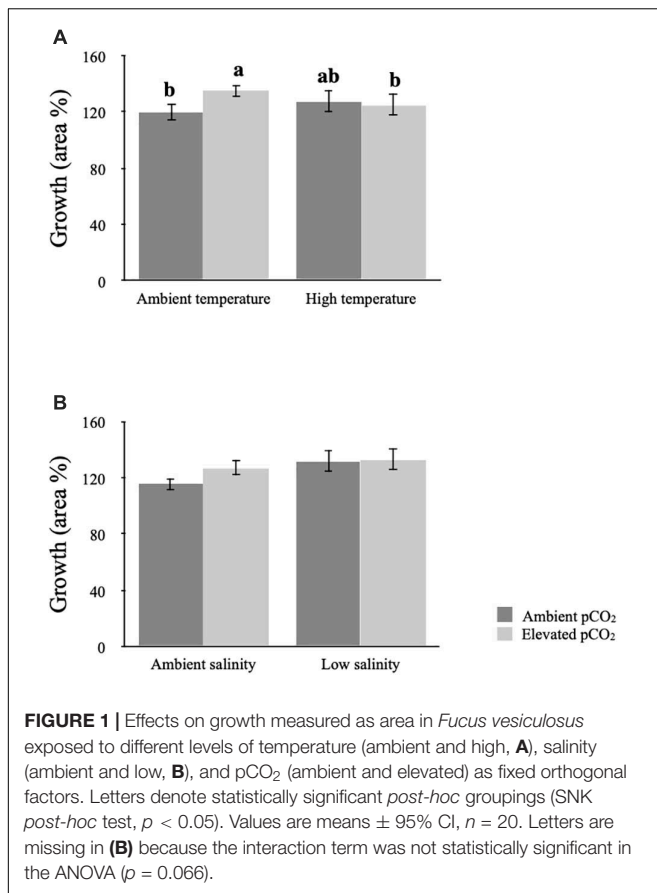 A
Growth (area %)
160
120
80
40
0
b a ab b
Ambient temperature High temperature
B
Growth (area %)
160
120
80
40
0
Ambient salinity Low salinity
Ambient pCO₂
Elevated pCO₂
FIGURE 1 | Effects on growth measured as area in Fucus vesiculosus
exposed to different levels of temperature (ambient and high, A), salinity
(ambient and low, B), and pCO₂ (ambient and elevated) as fixed orthogonal
factors. Letters denote statistically significant post-hoc groupings (SNK
post-hoc test, p < 0.05). Values are means ± 95% CI, n = 20. Letters are
missing in (B) because the interaction term was not statistically significant in
the ANOVA (p = 0.066).